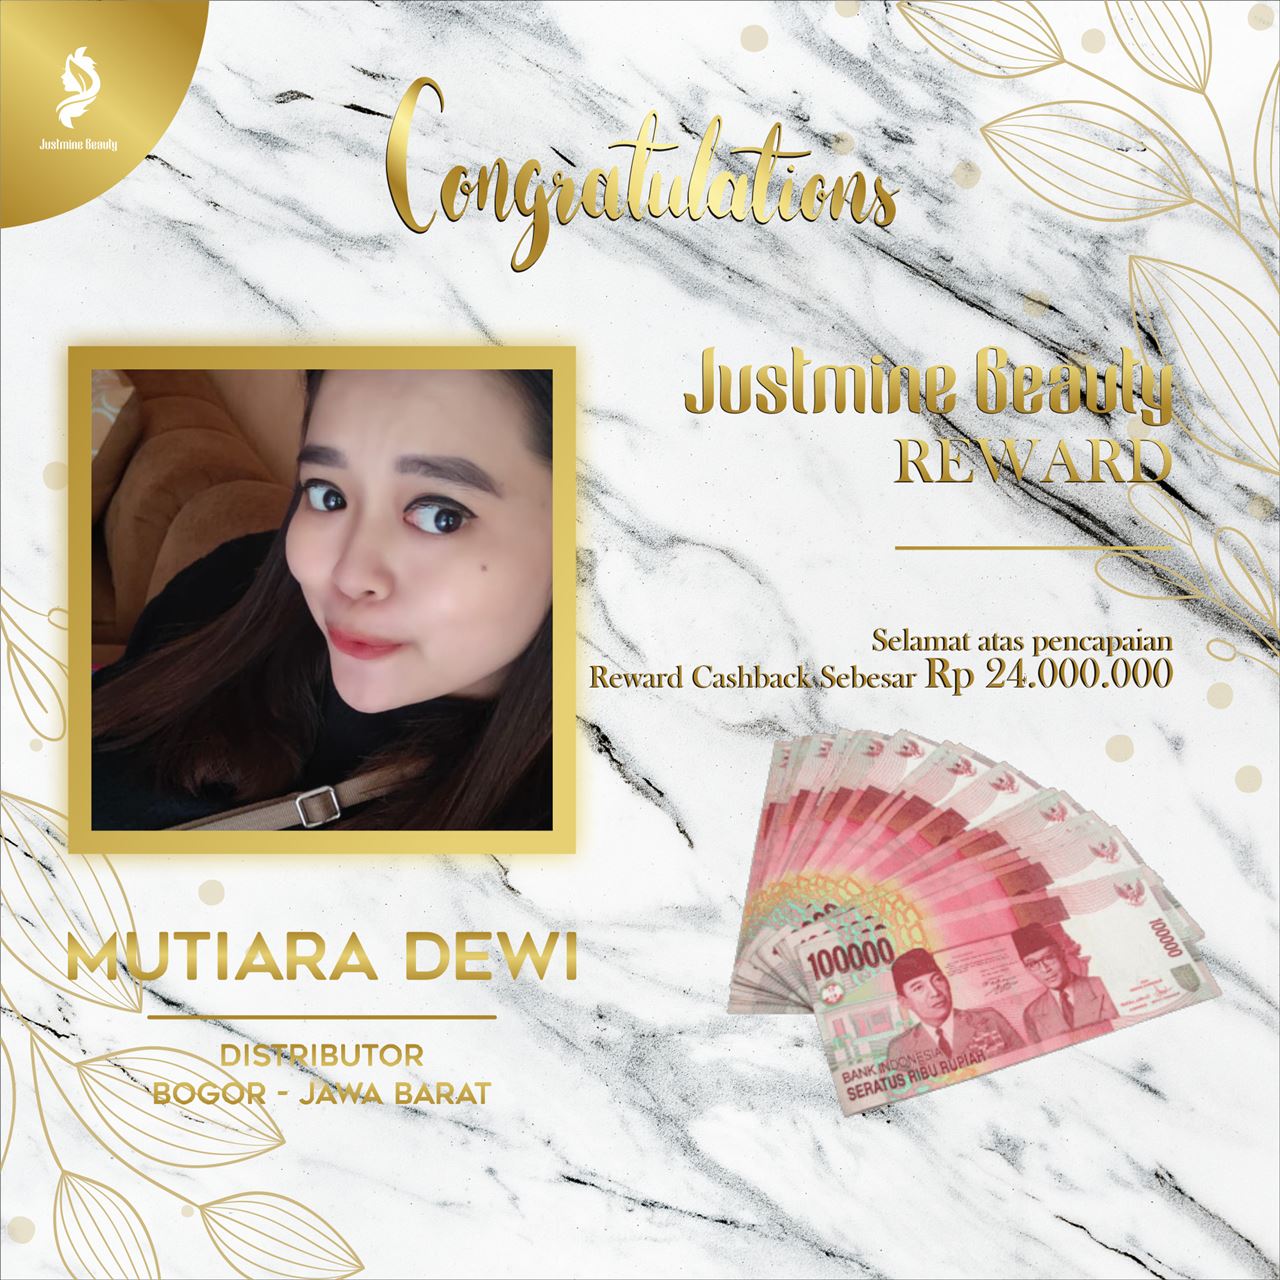 Justmine Beauty
Congratulations
Justmine Beauty
REWARD
Selamat atas pencapaian
Reward Cashback Sebesar Rp 24.000.000
MUTIARA DEWI
DISTRIBUTOR
BOGOR - JAWA BARAT
100000
100000
BANK INDONESIA
SERATUS RIBU RUPIAH